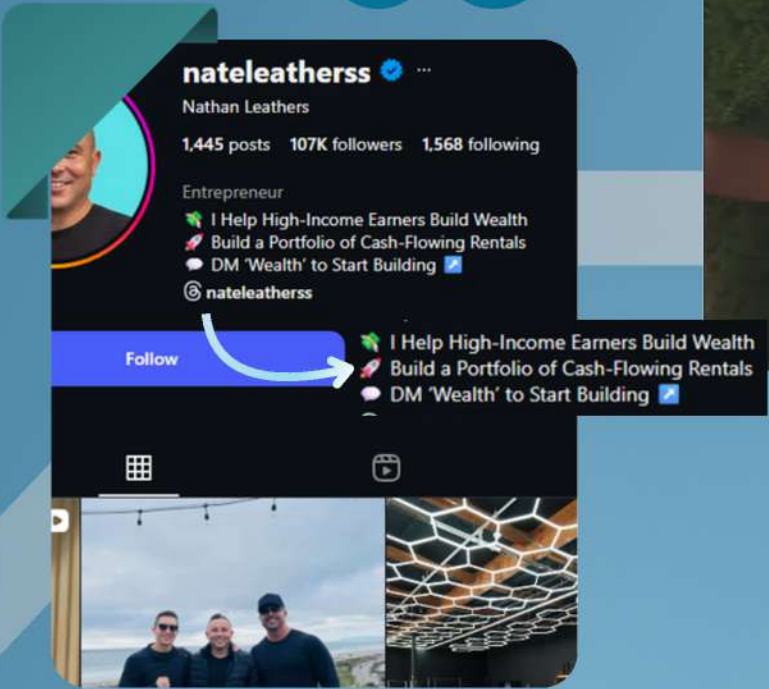 nateleatherss
Nathan Leathers
1,445 posts 107K followers 1,568 following
Entrepreneur
💸 I Help High-Income Earners Build Wealth
🚀 Build a Portfolio of Cash-Flowing Rentals
💬 DM ‘Wealth’ to Start Building ↗️
nateleatherss
Follow
💸 I Help High-Income Earners Build Wealth
🚀 Build a Portfolio of Cash-Flowing Rentals
💬 DM ‘Wealth’ to Start Building ↗️